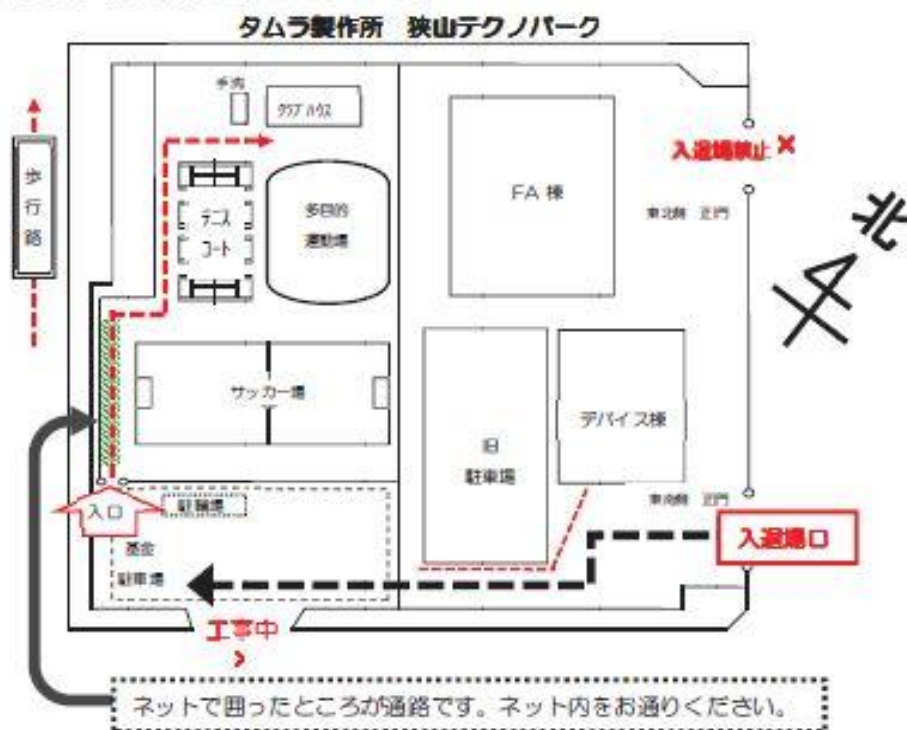 タムラ製作所 狭山テクノパーク
手洗
クラブハウス
入退場禁止 ×
歩行路
テニス
コート
多目的
運動場
FA 棟
東北側 正門
北
サッカー場
旧
駐車場
デバイス棟
東南側 正門
入口
駐輪場
入退場口
基金
駐車場
工事中
ネットで囲ったところが通路です。ネット内をお通りください。